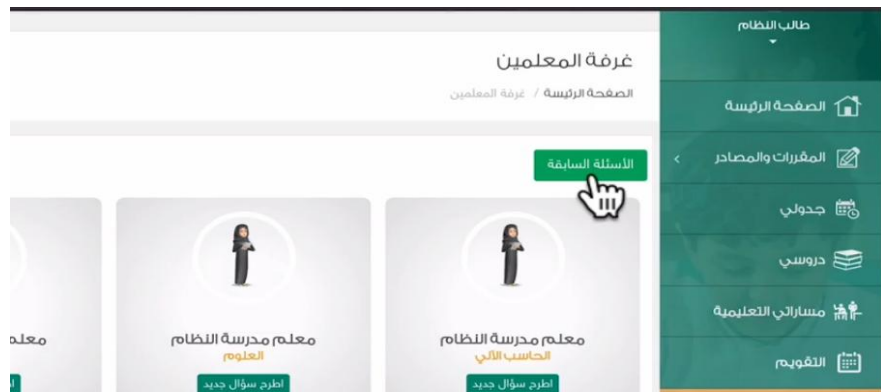 طالب النظام
الصفحة الرئيسة
المقررات والمصادر
جدولي
دروسي
مساراتي التعليمية
التقويم
غرفة المعلمين
الصفحة الرئيسة / غرفة المعلمين
الأسئلة السابقة
معلم مدرسة النظام
الحاسب الآلي
اطرح سؤال جديد
معلم مدرسة النظام
العلوم
اطرح سؤال جديد